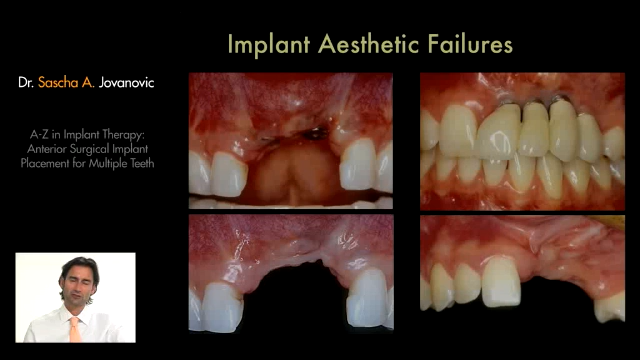 Implant Aesthetic Failures
Dr. Sascha A. Jovanovic
A-Z in Implant Therapy:
Anterior Surgical Implant
Placement for Multiple Teeth